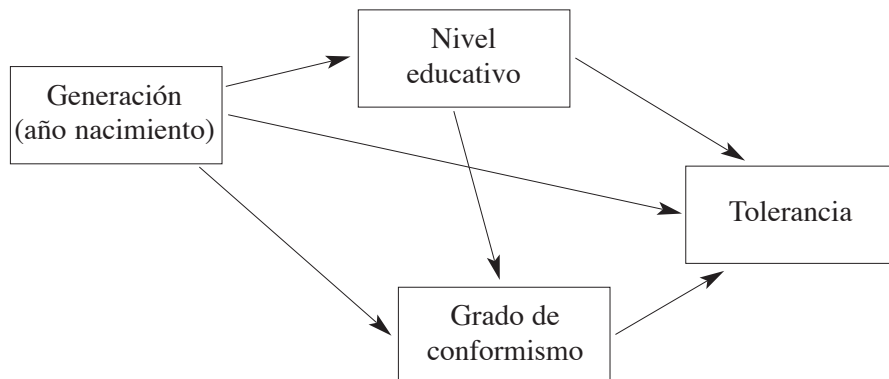 Nivel
educativo
Generación
(año nacimiento)
Tolerancia
Grado de
conformismo